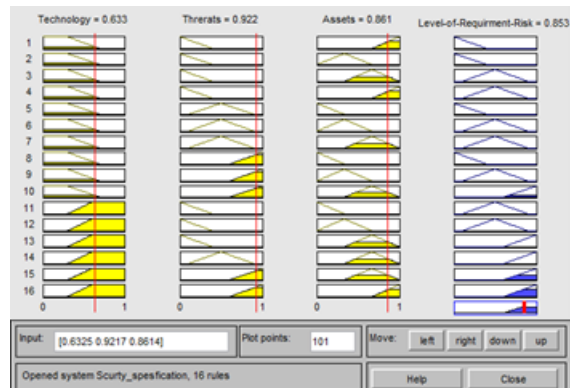 Technology = 0.633
Threrats = 0.922
Assets = 0.861
Level-of-Requirment-Risk = 0.853
1
2
3
4
5
6
7
8
9
10
11
12
13
14
15
16
0 1 0 1 0 1
Input: [0.6325 0.9217 0.8614]
Plot points: 101
Move: left right down up
Opened system Scurty_spesfication, 16 rules
Help Close